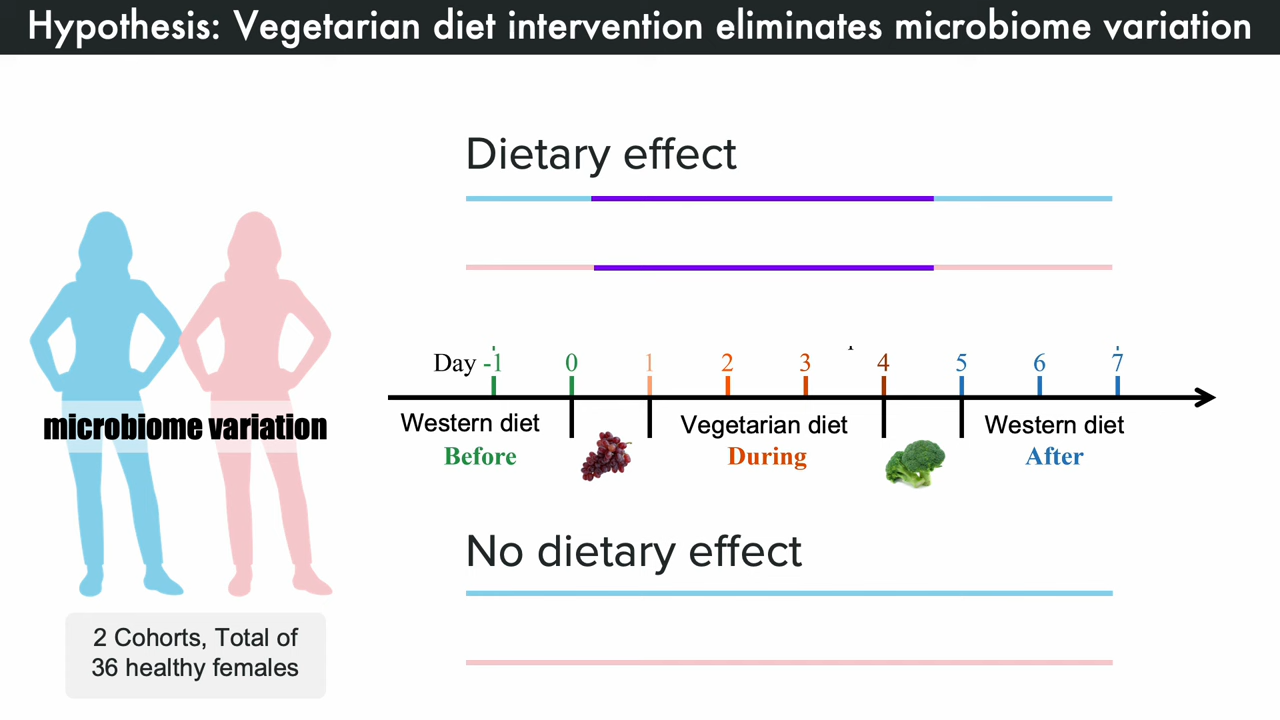 Hypothesis: Vegetarian diet intervention eliminates microbiome variation
Dietary effect
Day -1 0 1 2 3 4 5 6 7
Western diet Vegetarian diet Western diet
Before During After
microbiome variation
No dietary effect
2 Cohorts, Total of
36 healthy females